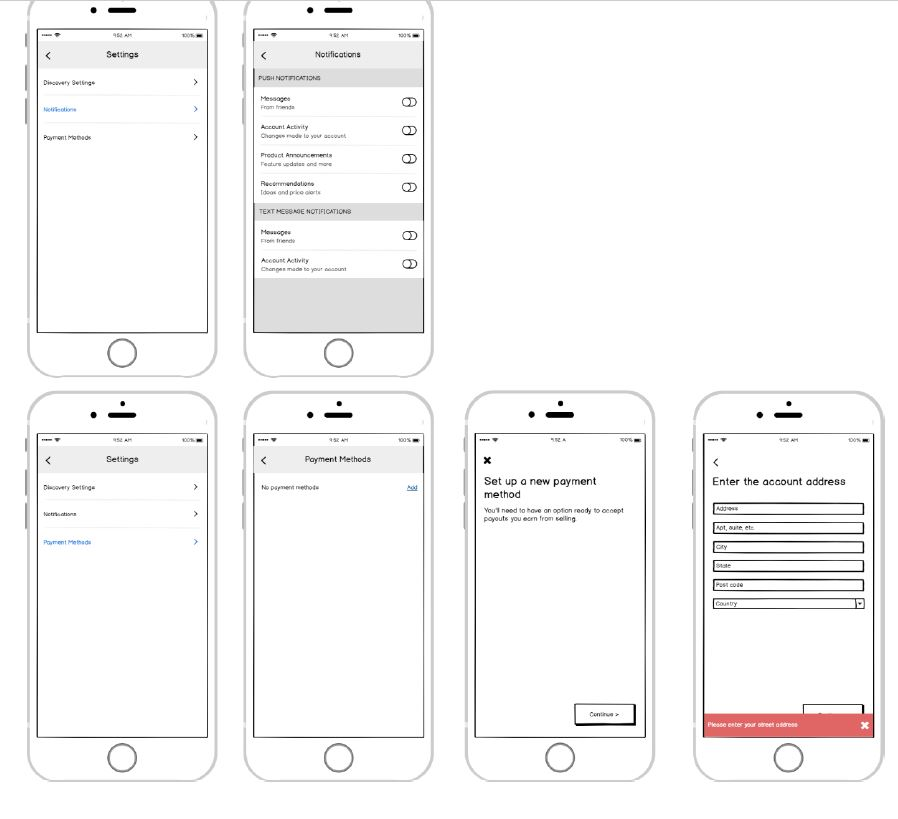 9:52 AM
100%
Settings
Discovery Settings
Notifications
Payment Methods
9:52 AM
100%
Notifications
PUSH NOTIFICATIONS
Messages
From friends
Account Activity
Changes made to your account
Product Announcements
Feature updates and more
Recommendations
Ideas and price alerts
TEXT MESSAGE NOTIFICATIONS
Messages
From friends
Account Activity
Changes made to your account
9:52 AM
100%
Settings
Discovery Settings
Notifications
Payment Methods
9:52 AM
100%
Payment Methods
No payment methods
Add
9:52 A
100%
Set up a new payment
method
You'll need to have an option ready to accept
payouts you earn from selling.
Continue >
9:52 AM
100%
Enter the account address
Address
Apt, suite, etc.
City
State
Post code
Country
Please enter your street address